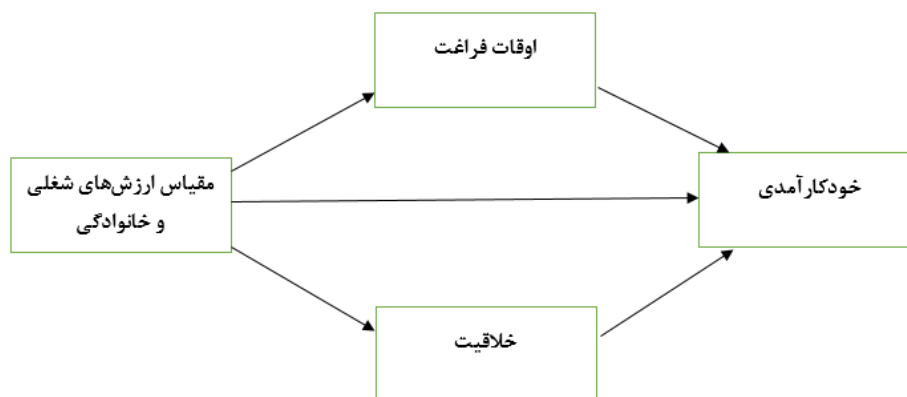 اوقات فراغت
مقیاس ارزش‌های شغلی
و خانوادگی
خودکارآمدی
خلاقیت